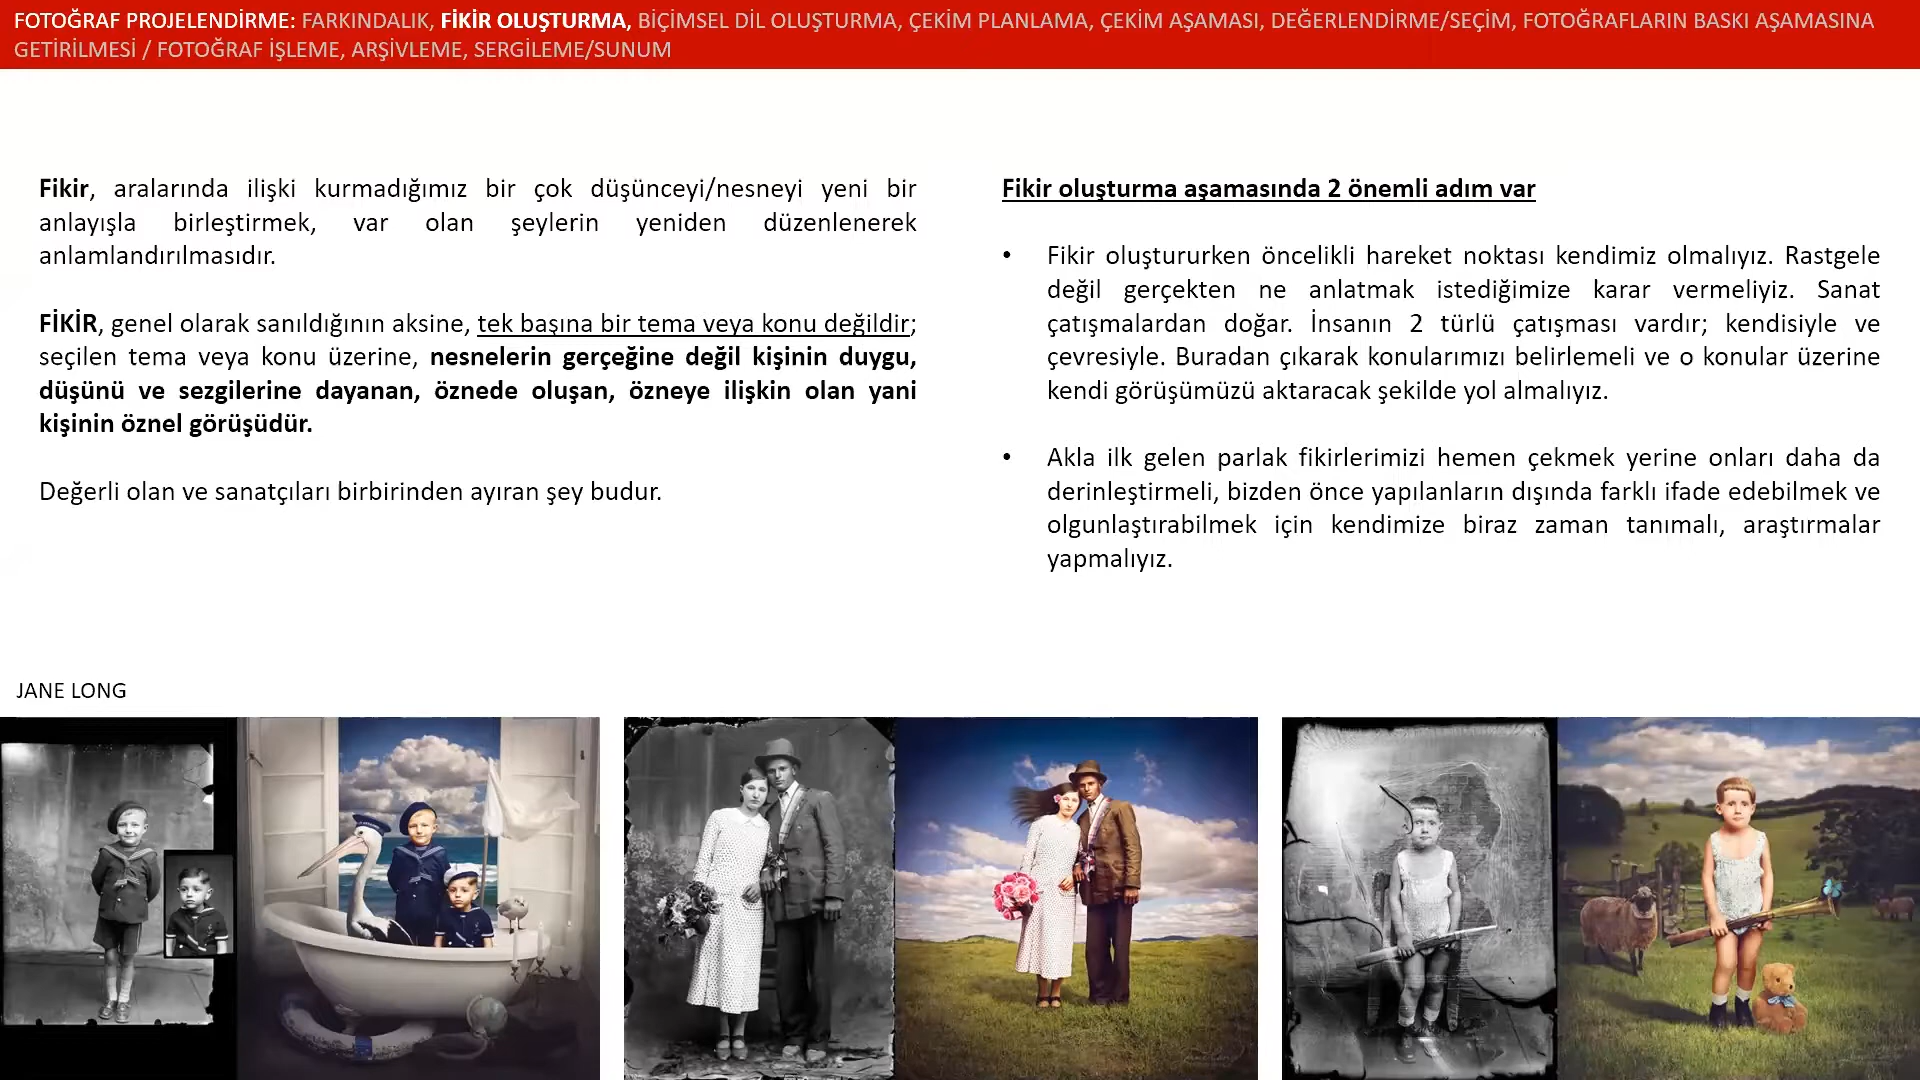 FOTOĞRAF PROJELENDİRME: FARKINDALIK, FİKİR OLUŞTURMA, BİÇİMSEL DİL OLUŞTURMA, ÇEKİM PLANLAMA, ÇEKİM AŞAMASI, DEĞERLENDİRME/SEÇİM, FOTOĞRAFLARIN BASKI AŞAMASINA
GETİRİLMESİ / FOTOĞRAF İŞLEME, ARŞİVLEME, SERGİLEME/SUNUM
Fikir, aralarında ilişki kurmadığımız bir çok düşünceyi/nesneyi yeni bir
anlayışla birleştirmek, var olan şeylerin yeniden düzenlenerek
anlamlandırılmasıdır.
FİKİR, genel olarak sanıldığının aksine, tek başına bir tema veya konu değildir;
seçilen tema veya konu üzerine, nesnelerin gerçeğine değil kişinin duygu,
düşünü ve sezgilerine dayanan, öznede oluşan, özneye ilişkin olan yani
kişinin öznel görüşüdür.
Değerli olan ve sanatçıları birbirinden ayıran şey budur.
Fikir oluşturma aşamasında 2 önemli adım var
• Fikir oluştururken öncelikli hareket noktası kendimiz olmalıyız. Rastgele
değil gerçekten ne anlatmak istediğimize karar vermeliyiz. Sanat
çatışmalardan doğar. İnsanın 2 türlü çatışması vardır; kendisiyle ve
çevresiyle. Buradan çıkarak konularımızı belirlemeli ve o konular üzerine
kendi görüşümüzü aktaracak şekilde yol almalıyız.
• Akla ilk gelen parlak fikirlerimizi hemen çekmek yerine onları daha da
derinleştirmeli, bizden önce yapılanların dışında farklı ifade edebilmek ve
olgunlaştırabilmek için kendimize biraz zaman tanımalı, araştırmalar
yapmalıyız.
JANE LONG